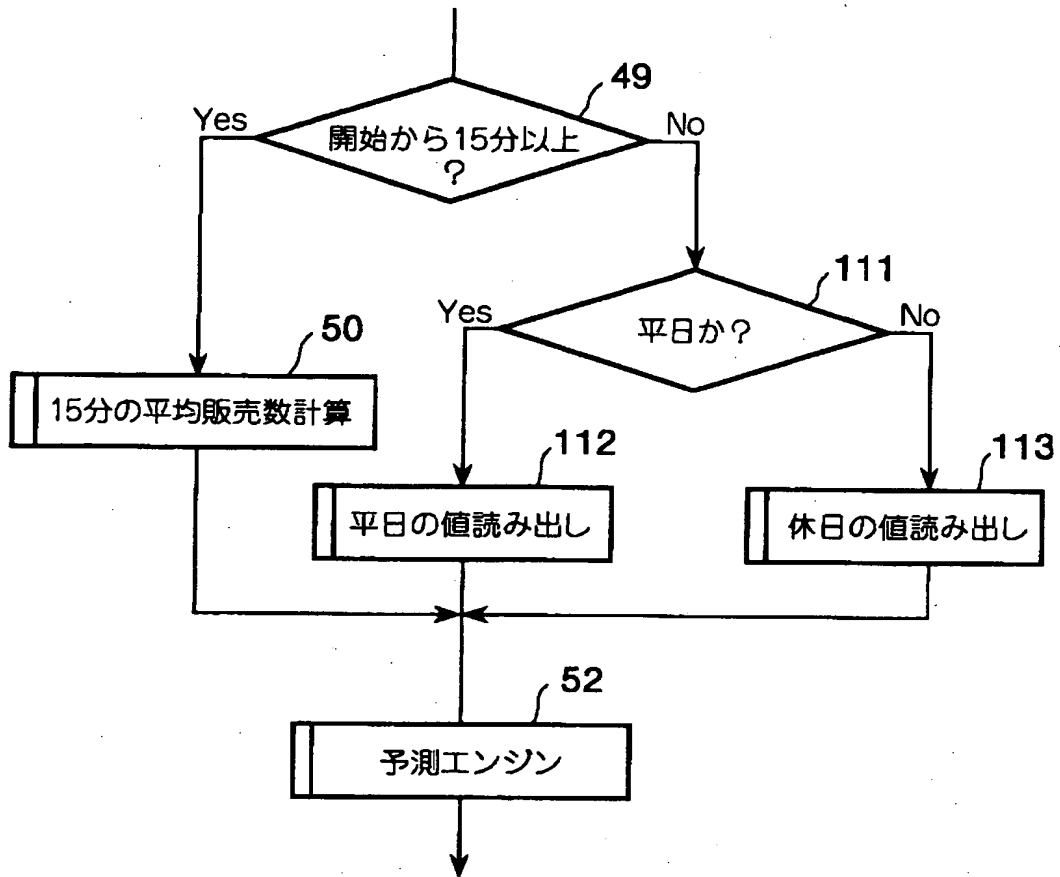 49
Yes
No
開始から15分以上
?
111
Yes
No
平日か?
50
15分の平均販売数計算
112
平日の値読み出し
113
休日の値読み出し
52
予測エンジン